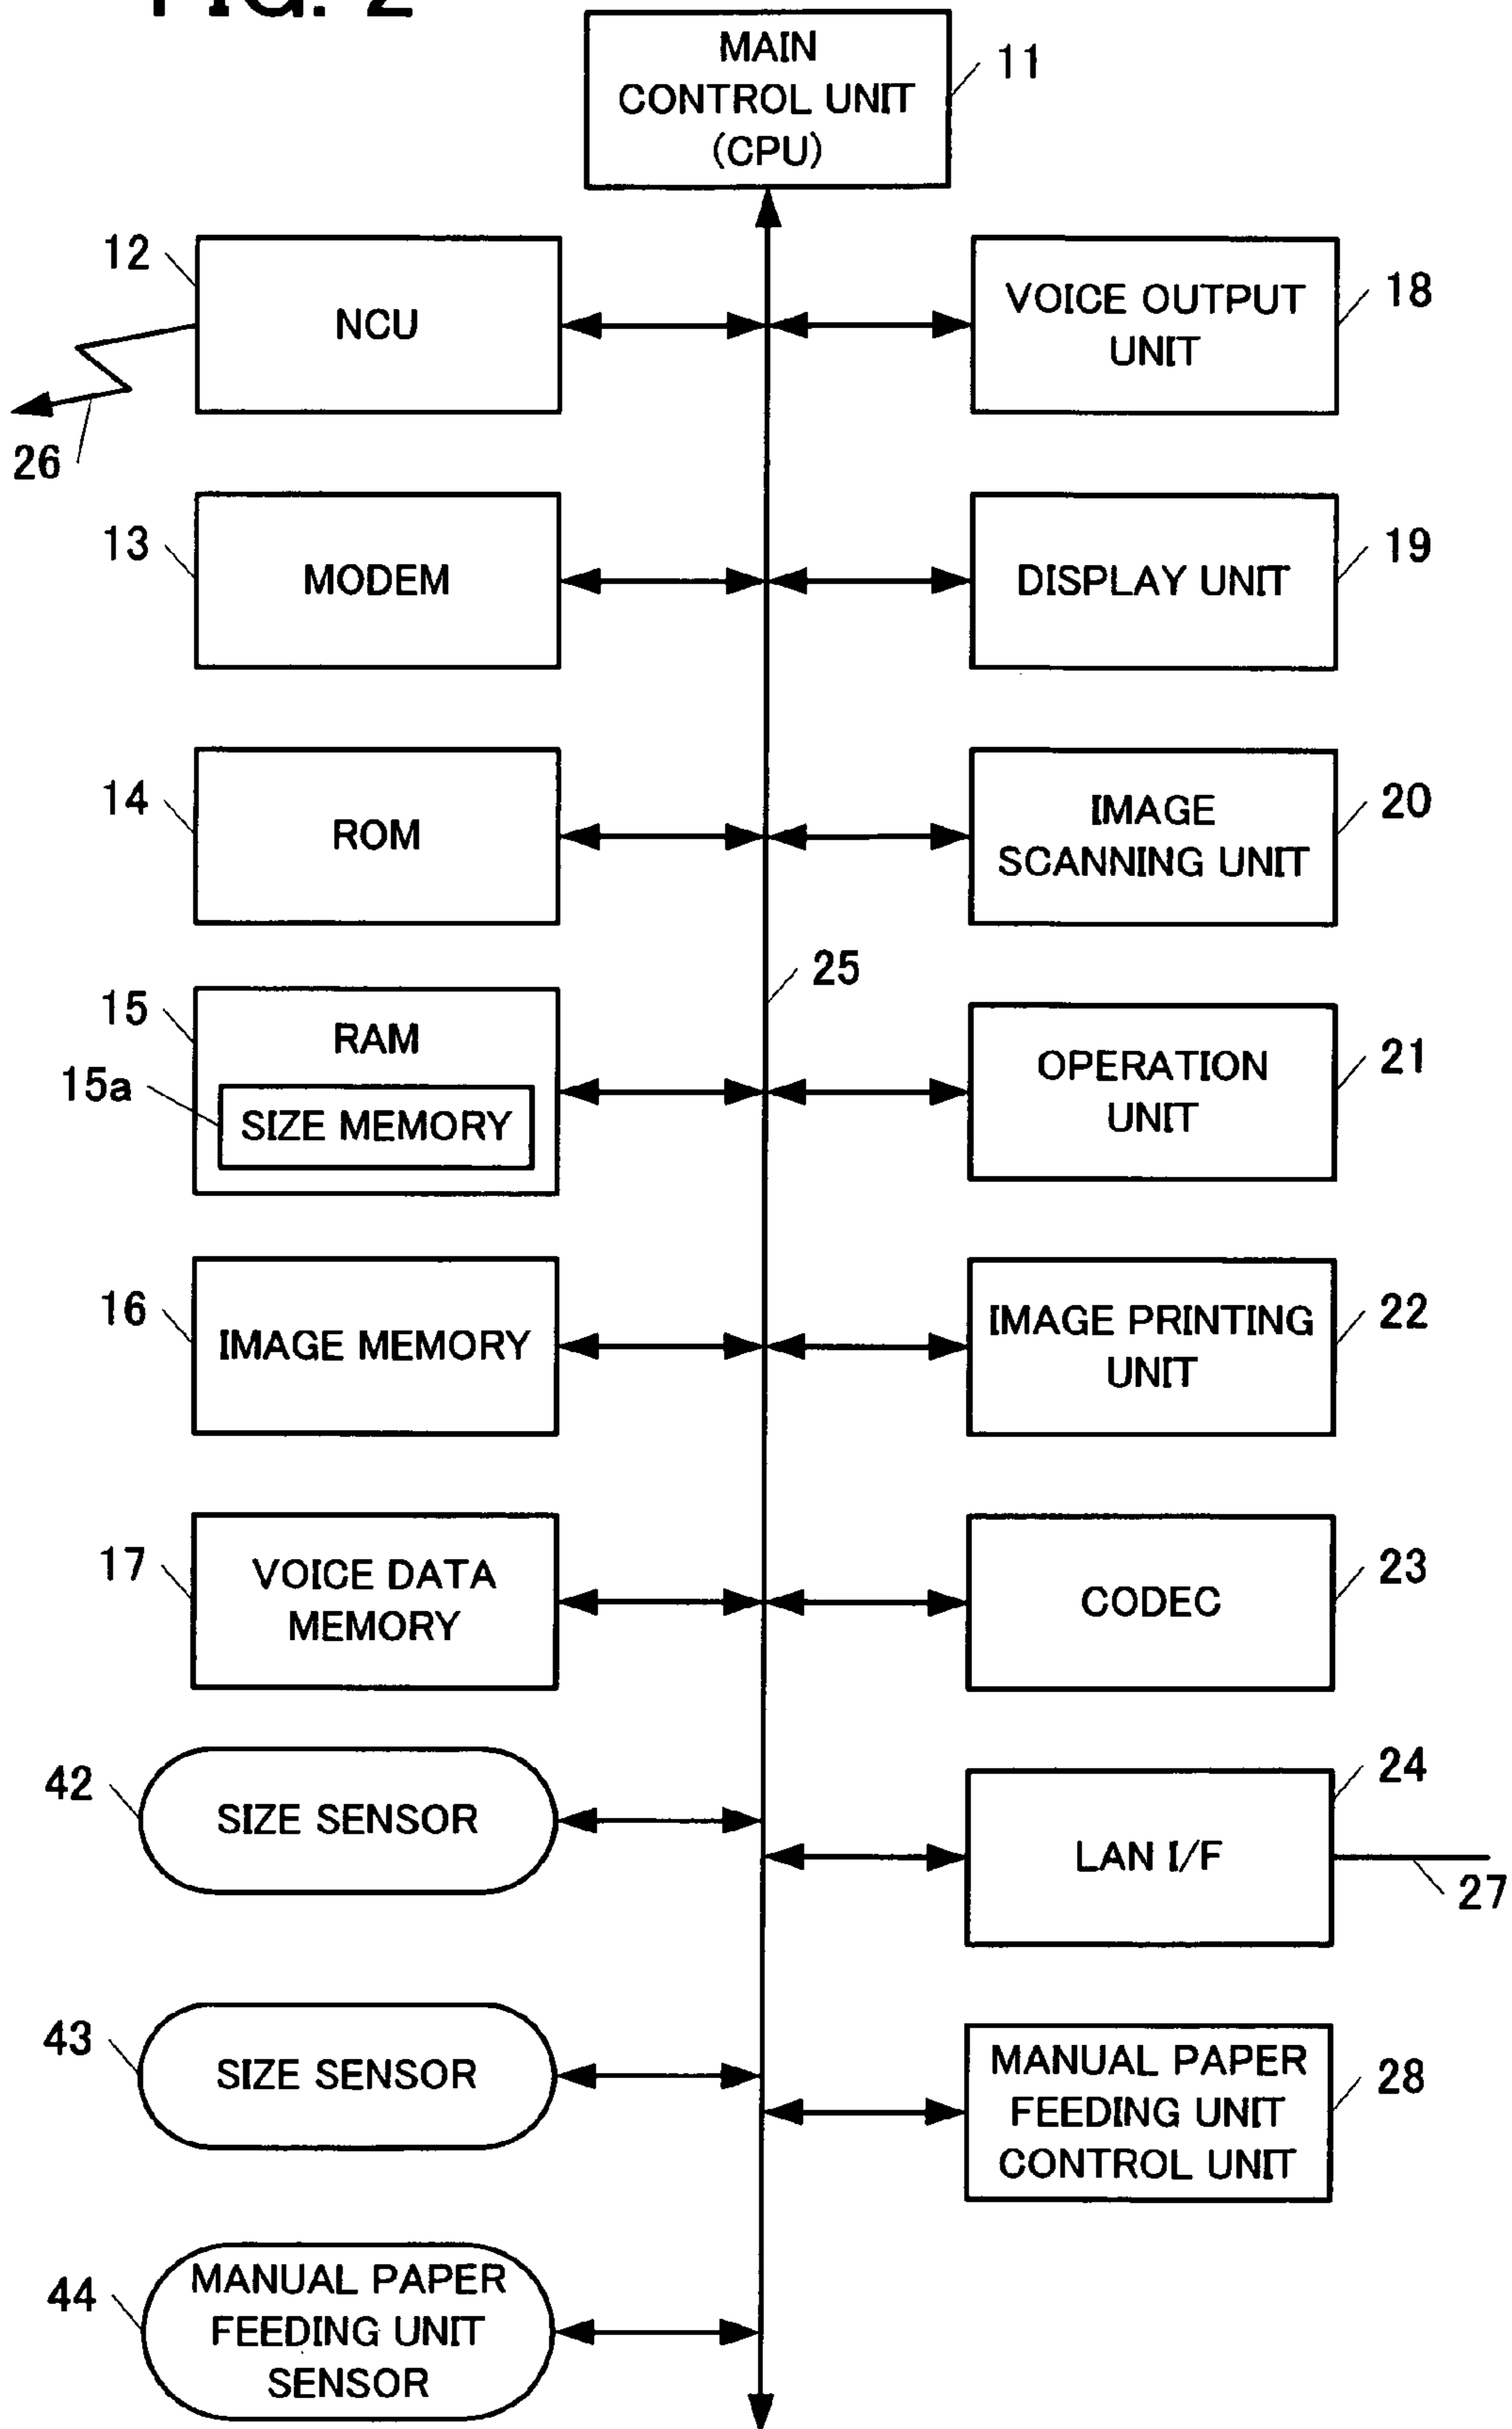 FIG. 2
MAIN
CONTROL UNIT
(CPU)
11
12
NCU
26
VOICE OUTPUT
UNIT
18
13
MODEM
DISPLAY UNIT
19
14
ROM
IMAGE
SCANNING UNIT
20
25
15
RAM
15a
SIZE MEMORY
OPERATION
UNIT
21
16
IMAGE MEMORY
IMAGE PRINTING
UNIT
22
17
VOICE DATA
MEMORY
CODEC
23
42
SIZE SENSOR
LAN I/F
24
27
43
SIZE SENSOR
MANUAL PAPER
FEEDING UNIT
CONTROL UNIT
28
44
MANUAL PAPER
FEEDING UNIT
SENSOR